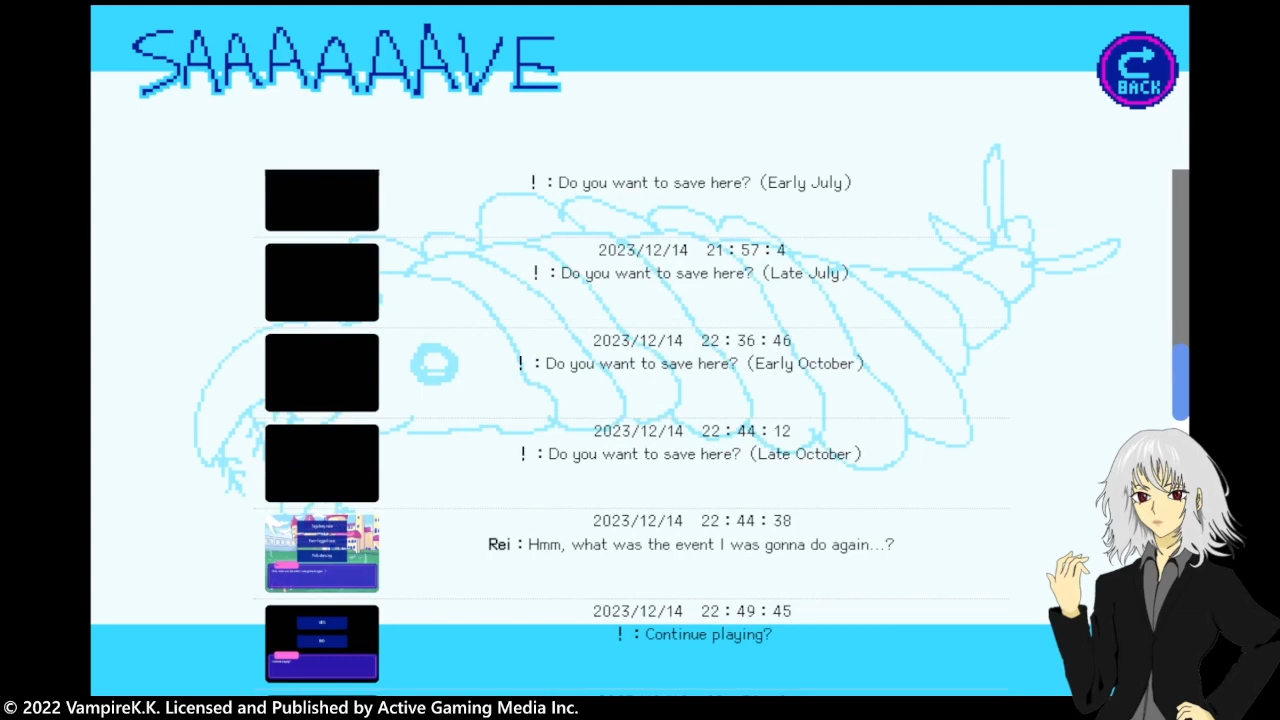 SAAAAAAVE
BACK
！：Do you want to save here? (Early July)
2023/12/14 21：57：4
！：Do you want to save here? (Late July)
2023/12/14 22：36：46
！：Do you want to save here? (Early October)
2023/12/14 22：44：12
！：Do you want to save here? (Late October)
2023/12/14 22：44：38
Rei：Hmm, what was the event I was gonna do again...?
2023/12/14 22：49：45
！：Continue playing?
© 2022 VampireK.K. Licensed and Published by Active Gaming Media Inc.